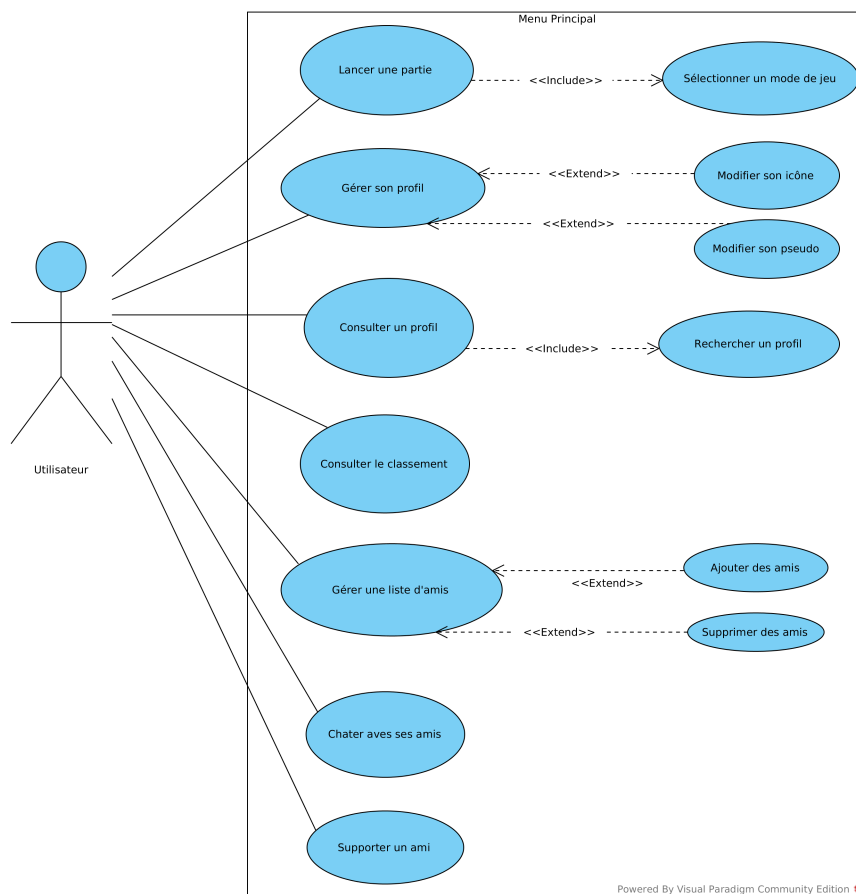 Menu Principal
Lancer une partie
<<Include>>
Sélectionner un mode de jeu
Gérer son profil
<<Extend>>
Modifier son icône
<<Extend>>
Modifier son pseudo
Consulter un profil
<<Include>>
Rechercher un profil
Utilisateur
Consulter le classement
Gérer une liste d'amis
<<Extend>>
Ajouter des amis
<<Extend>>
Supprimer des amis
Chater aves ses amis
Supporter un ami
Powered By Visual Paradigm Community Edition